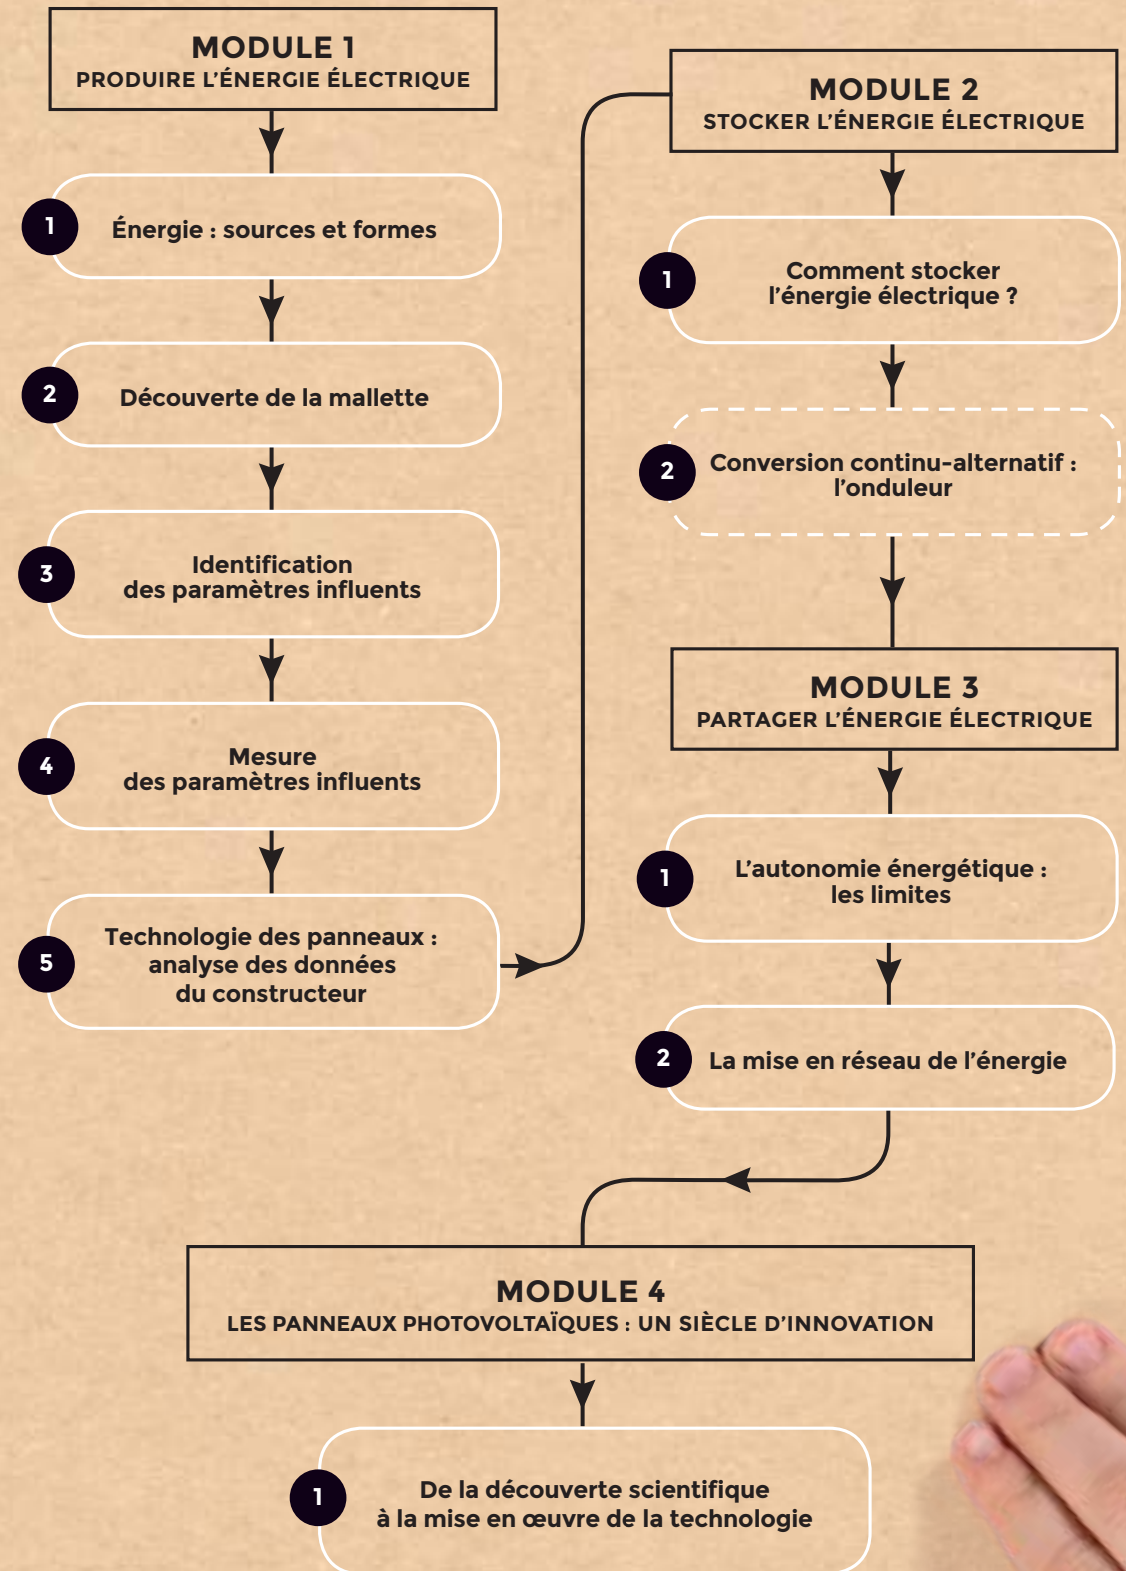 MODULE 1
PRODUIRE L'ÉNERGIE ÉLECTRIQUE
1
Énergie : sources et formes
2
Découverte de la mallette
3
Identification
des paramètres influents
4
Mesure
des paramètres influents
5
Technologie des panneaux :
analyse des données
du constructeur
MODULE 2
STOCKER L'ÉNERGIE ÉLECTRIQUE
1
Comment stocker
l'énergie électrique ?
2
Conversion continu-alternatif :
l'onduleur
MODULE 3
PARTAGER L'ÉNERGIE ÉLECTRIQUE
1
L'autonomie énergétique :
les limites
2
La mise en réseau de l'énergie
MODULE 4
LES PANNEAUX PHOTOVOLTAÏQUES : UN SIÈCLE D'INNOVATION
1
De la découverte scientifique
à la mise en œuvre de la technologie